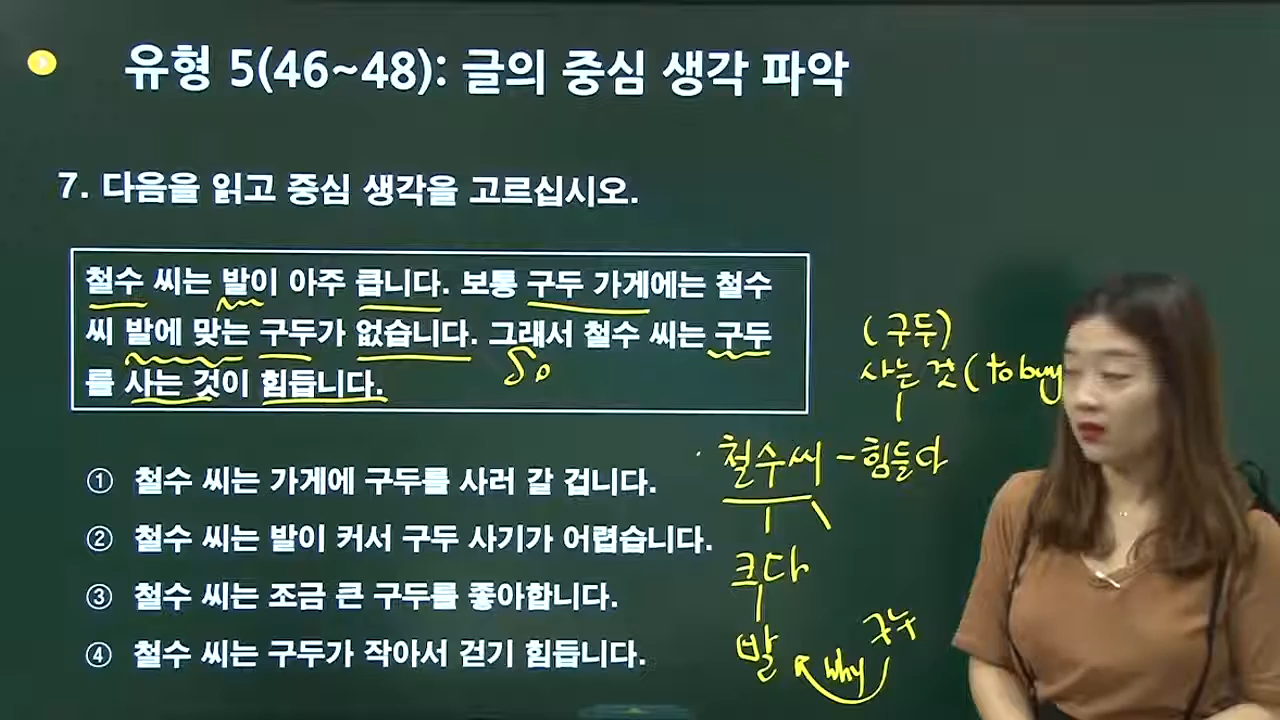 유형 5(46~48): 글의 중심 생각 파악
7. 다음을 읽고 중심 생각을 고르십시오.
철수 씨는 발이 아주 큽니다. 보통 구두 가게에는 철수
씨 발에 맞는 구두가 없습니다. 그래서 철수 씨는 구두
를 사는 것이 힘듭니다.
So
(구두)
사는 것 (to buy
철수씨 - 힘들다
크다
발
why
구두
① 철수 씨는 가게에 구두를 사러 갈 겁니다.
② 철수 씨는 발이 커서 구두 사기가 어렵습니다.
③ 철수 씨는 조금 큰 구두를 좋아합니다.
④ 철수 씨는 구두가 작아서 걷기 힘듭니다.